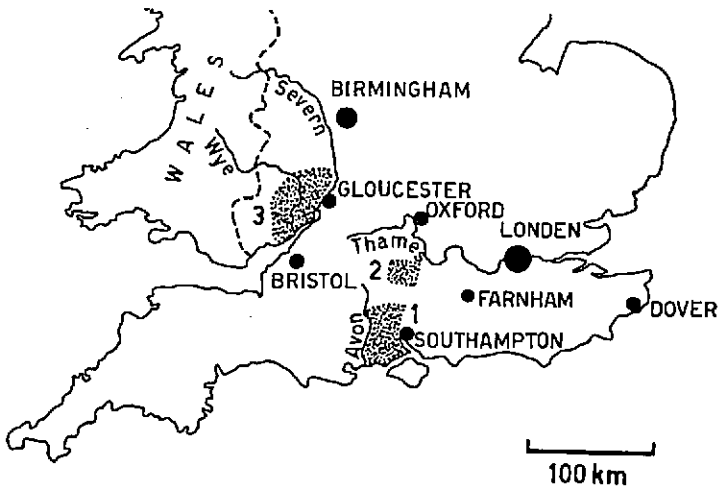 WALES
Severn
BIRMINGHAM
Wye
3
GLOUCESTER
OXFORD
LONDEN
Thame
2
BRISTOL
FARNHAM
DOVER
1
Avon
SOUTHAMPTON
100 km